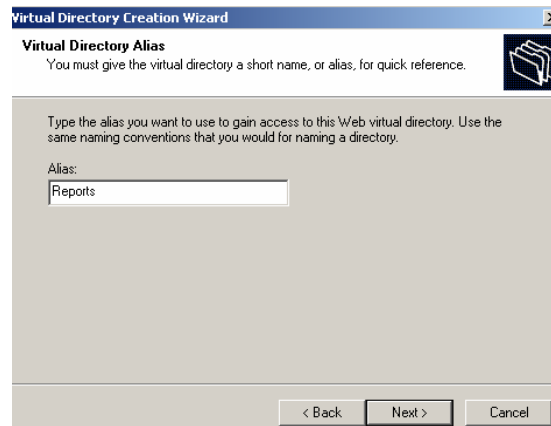 Virtual Directory Creation Wizard
Virtual Directory Alias
You must give the virtual directory a short name, or alias, for quick reference.
Type the alias you want to use to gain access to this Web virtual directory. Use the
same naming conventions that you would for naming a directory.
Alias:
Reports
< Back Next > Cancel